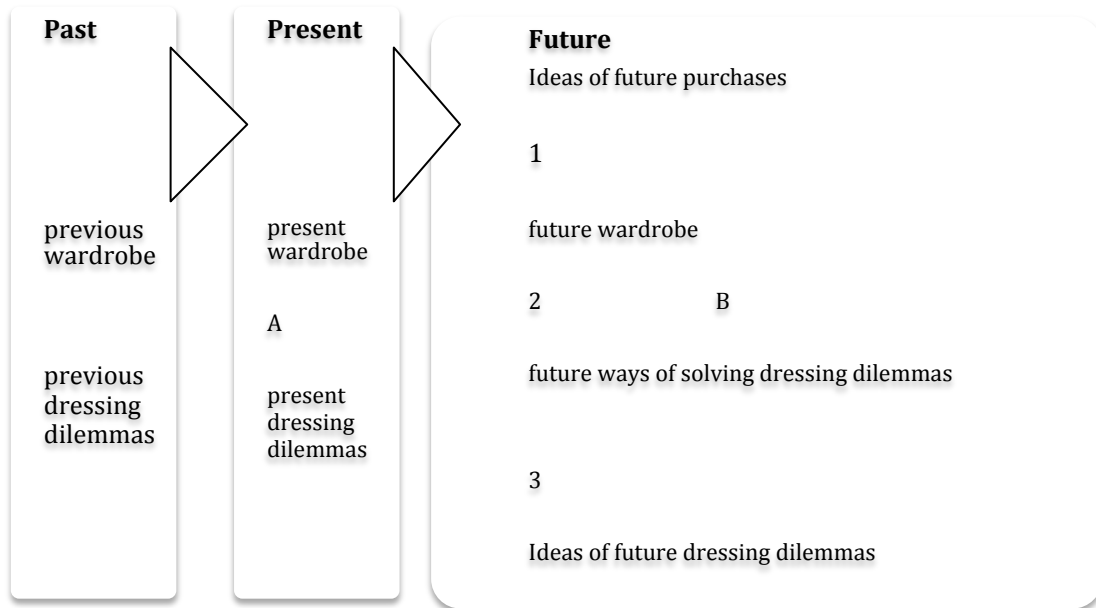 Past
previous
wardrobe
previous
dressing
dilemmas
Present
present
wardrobe
A
present
dressing
dilemmas
Future
Ideas of future purchases
1
future wardrobe
2 B
future ways of solving dressing dilemmas
3
Ideas of future dressing dilemmas